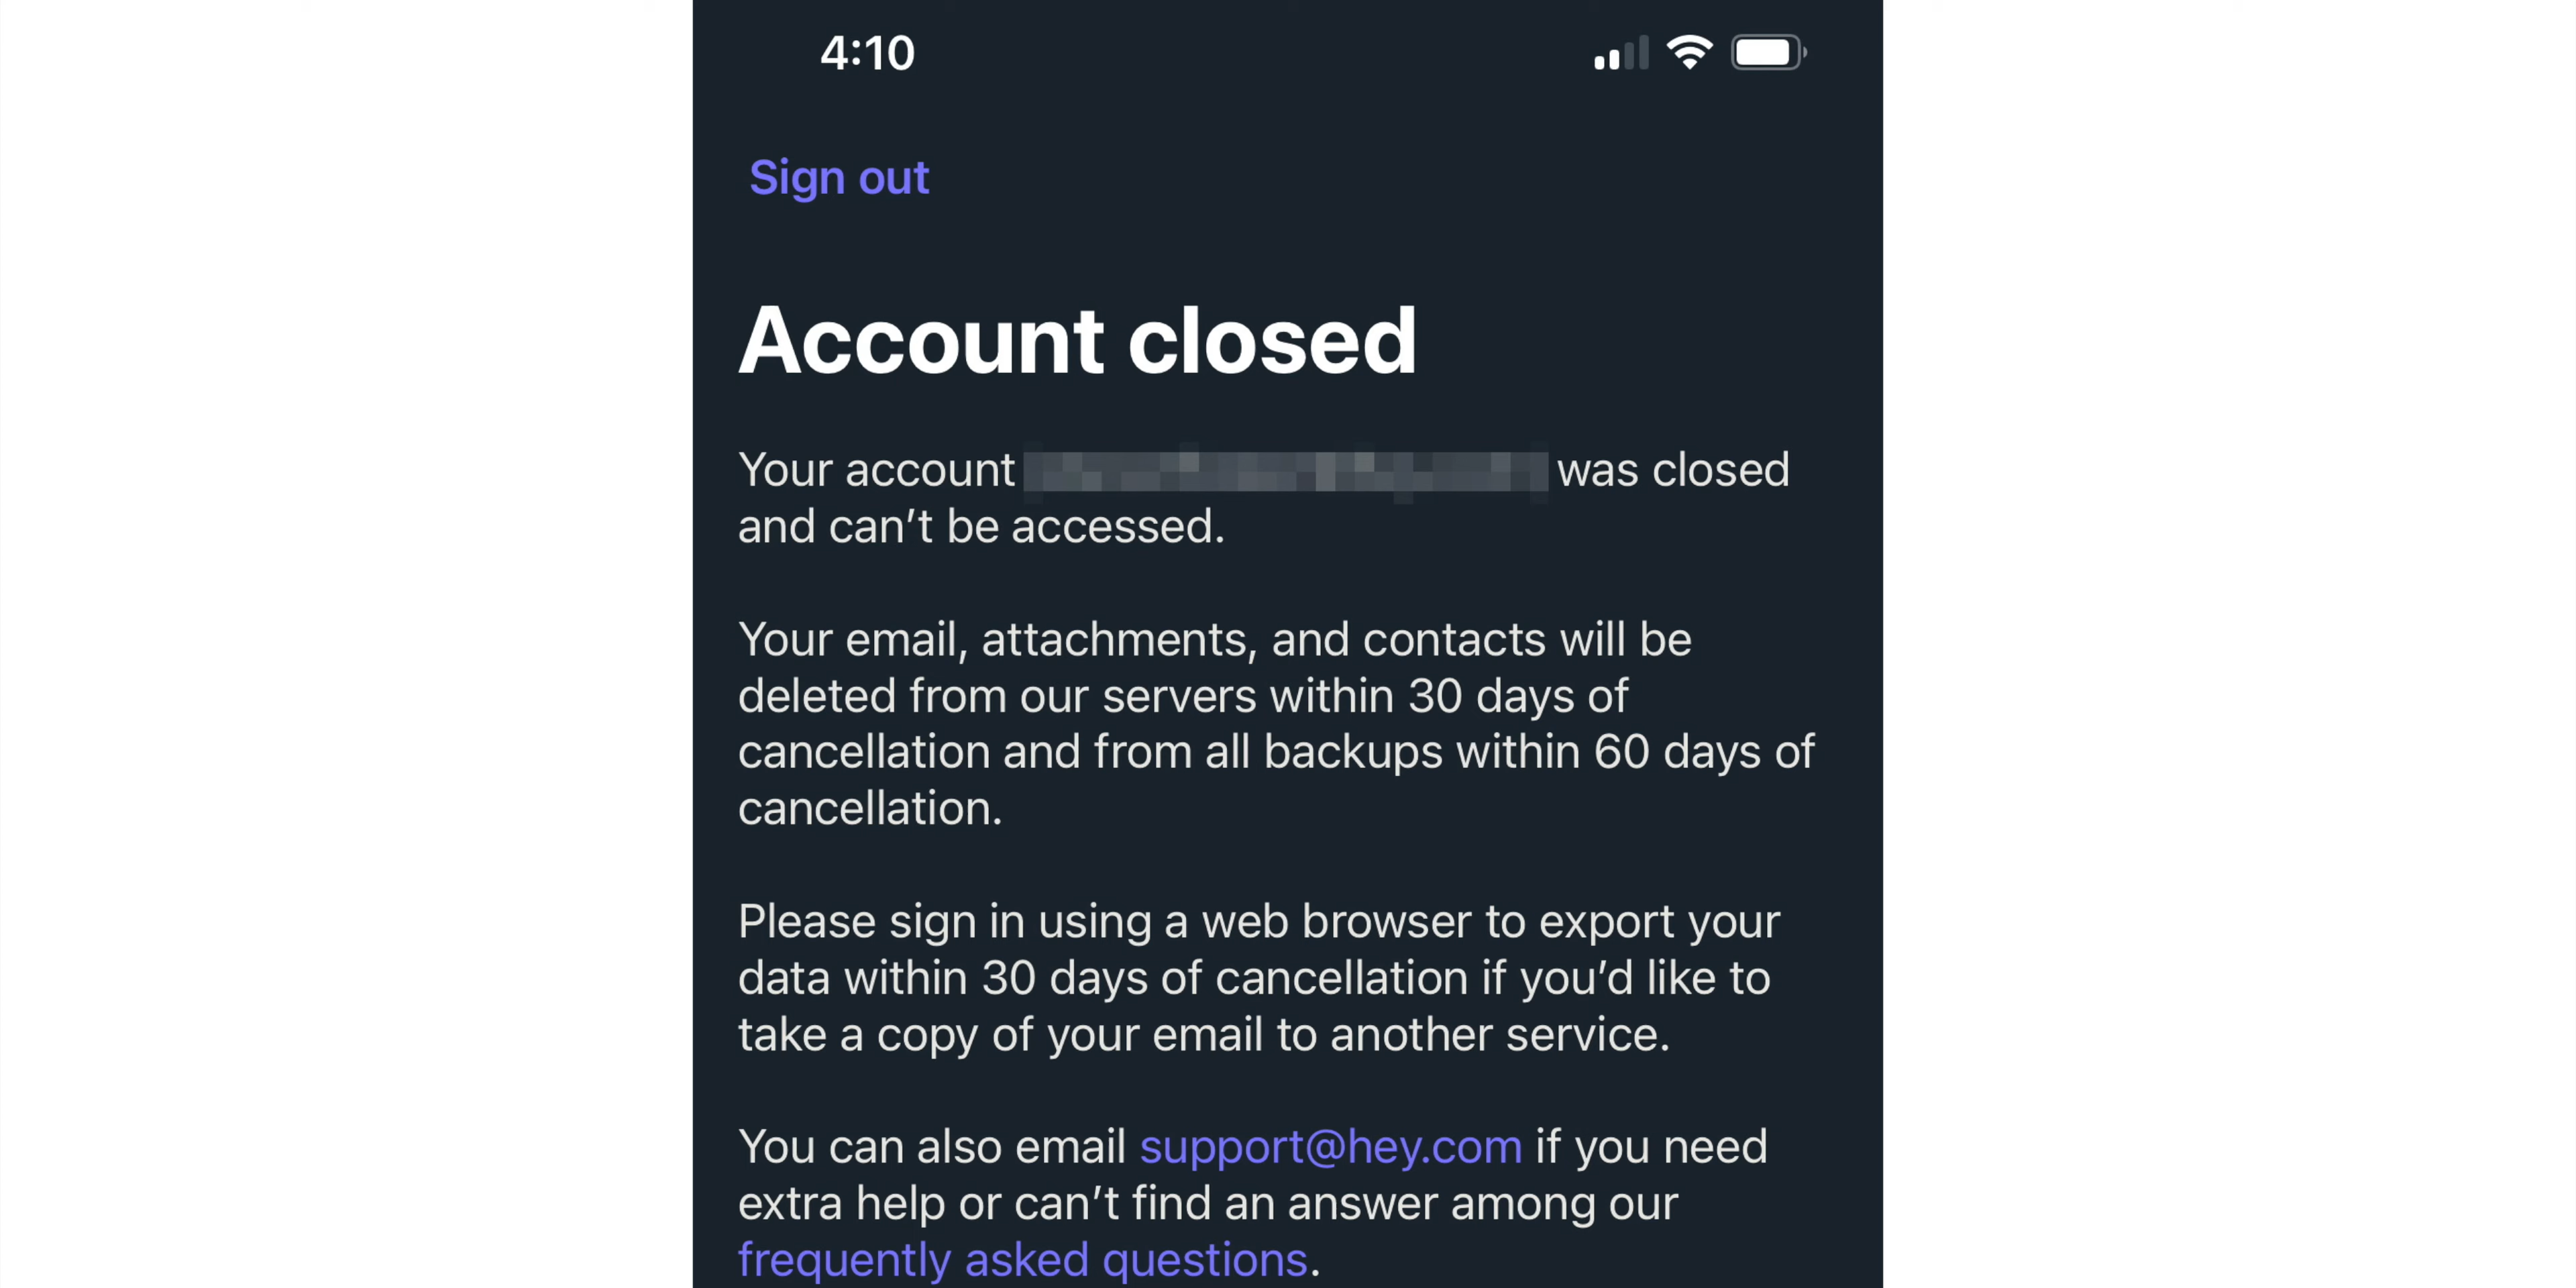 4:10
Sign out
Account closed
Your account was closed
and can’t be accessed.
Your email, attachments, and contacts will be
deleted from our servers within 30 days of
cancellation and from all backups within 60 days of
cancellation.
Please sign in using a web browser to export your
data within 30 days of cancellation if you’d like to
take a copy of your email to another service.
You can also email support@hey.com if you need
extra help or can’t find an answer among our
frequently asked questions.